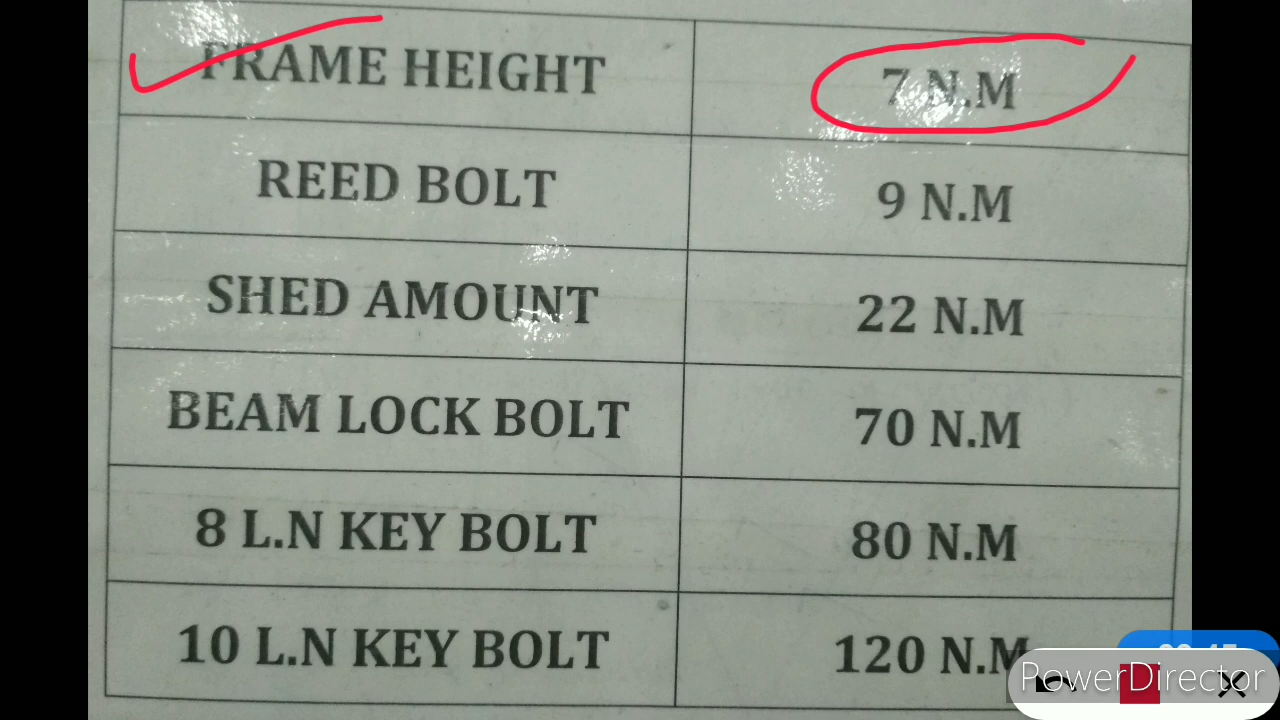 FRAME HEIGHT 7 N.M
REED BOLT 9 N.M
SHED AMOUNT 22 N.M
BEAM LOCK BOLT 70 N.M
8 L.N KEY BOLT 80 N.M
10 L.N KEY BOLT 120 N.M
PowerDirector